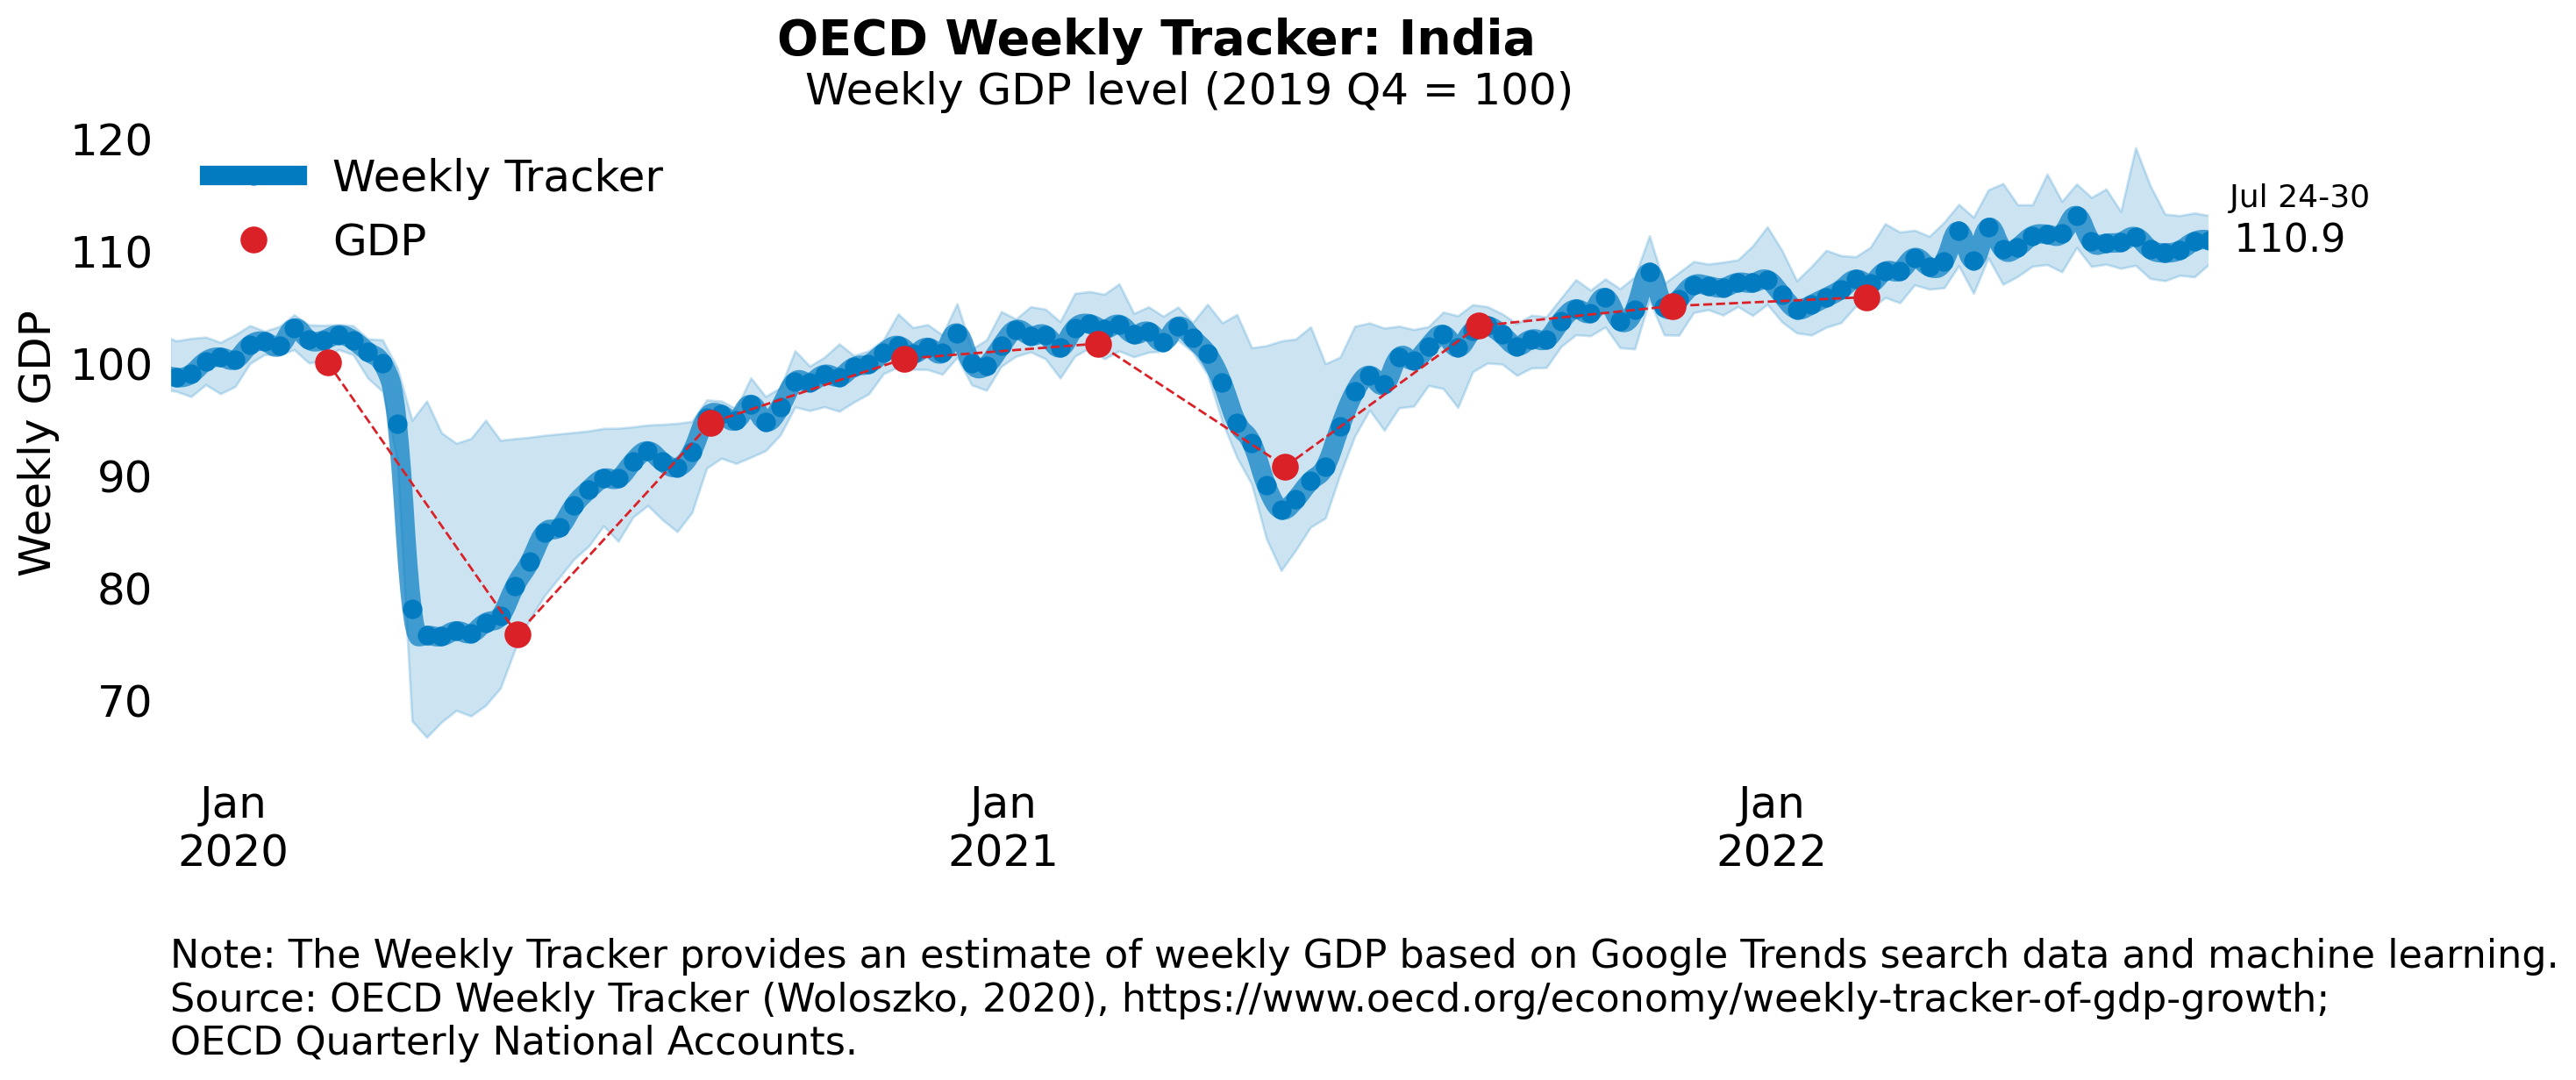 OECD Weekly Tracker: India
Weekly GDP level (2019 Q4 = 100)
Weekly GDP
120
110
100
90
80
70
Weekly Tracker
GDP
Jul 24-30
110.9
Jan
2020
Jan
2021
Jan
2022
Note: The Weekly Tracker provides an estimate of weekly GDP based on Google Trends search data and machine learning.
Source: OECD Weekly Tracker (Woloszko, 2020), https://www.oecd.org/economy/weekly-tracker-of-gdp-growth;
OECD Quarterly National Accounts.